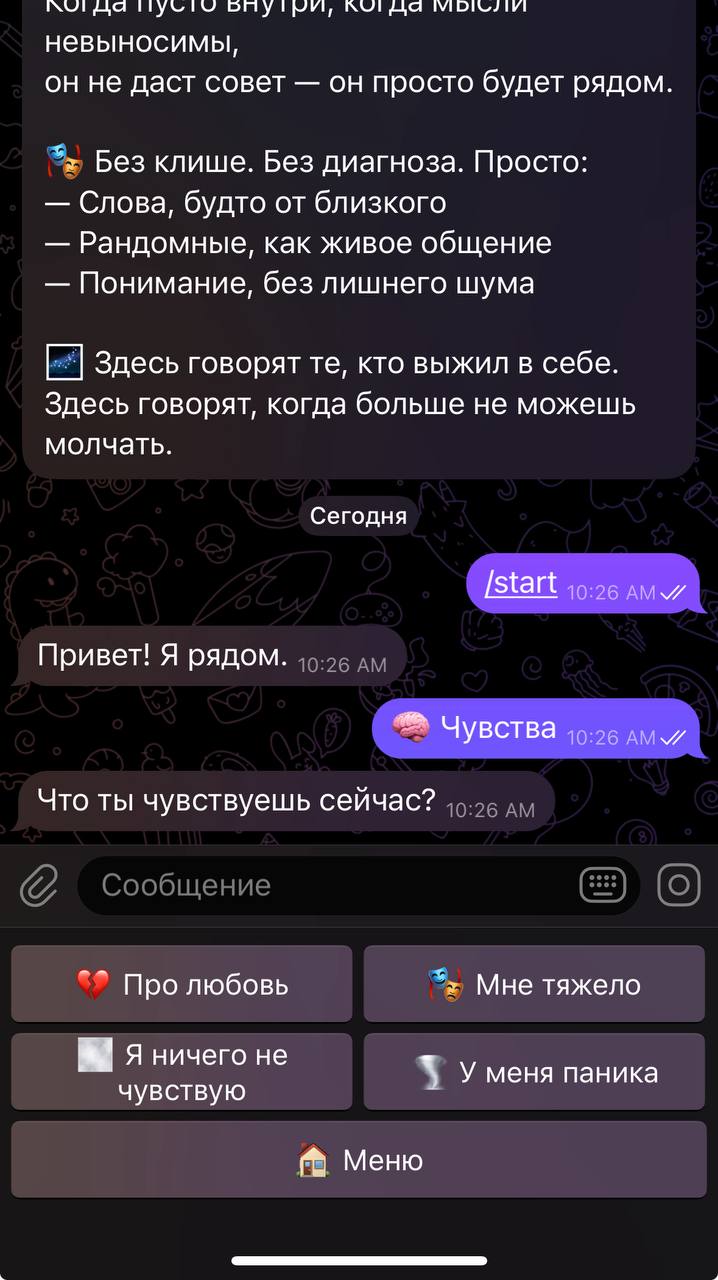 Когда пусто внутри, когда мысли
невыносимы,
он не даст совет — он просто будет рядом.
🎭 Без клише. Без диагноза. Просто:
— Слова, будто от близкого
— Рандомные, как живое общение
— Понимание, без лишнего шума
🌌 Здесь говорят те, кто выжил в себе.
Здесь говорят, когда больше не можешь
молчать.
Сегодня
/start 10:26 AM
Привет! Я рядом. 10:26 AM
🧠 Чувства 10:26 AM
Что ты чувствуешь сейчас? 10:26 AM
Сообщение
💔 Про любовь
🎭 Мне тяжело
🌫 Я ничего не
чувствую
🌪 У меня паника
🏠 Меню